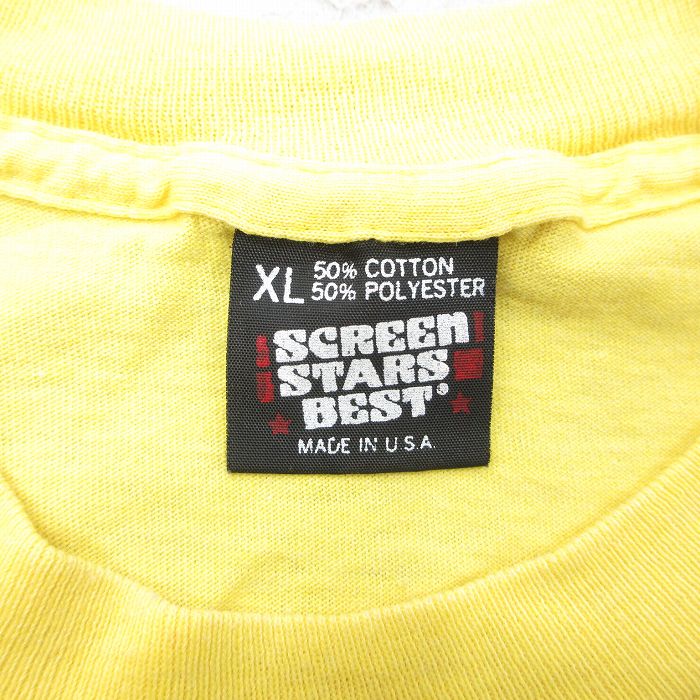 XL 50% COTTON
50% POLYESTER
SCREEN
STARS
BEST®
MADE IN U.S.A.